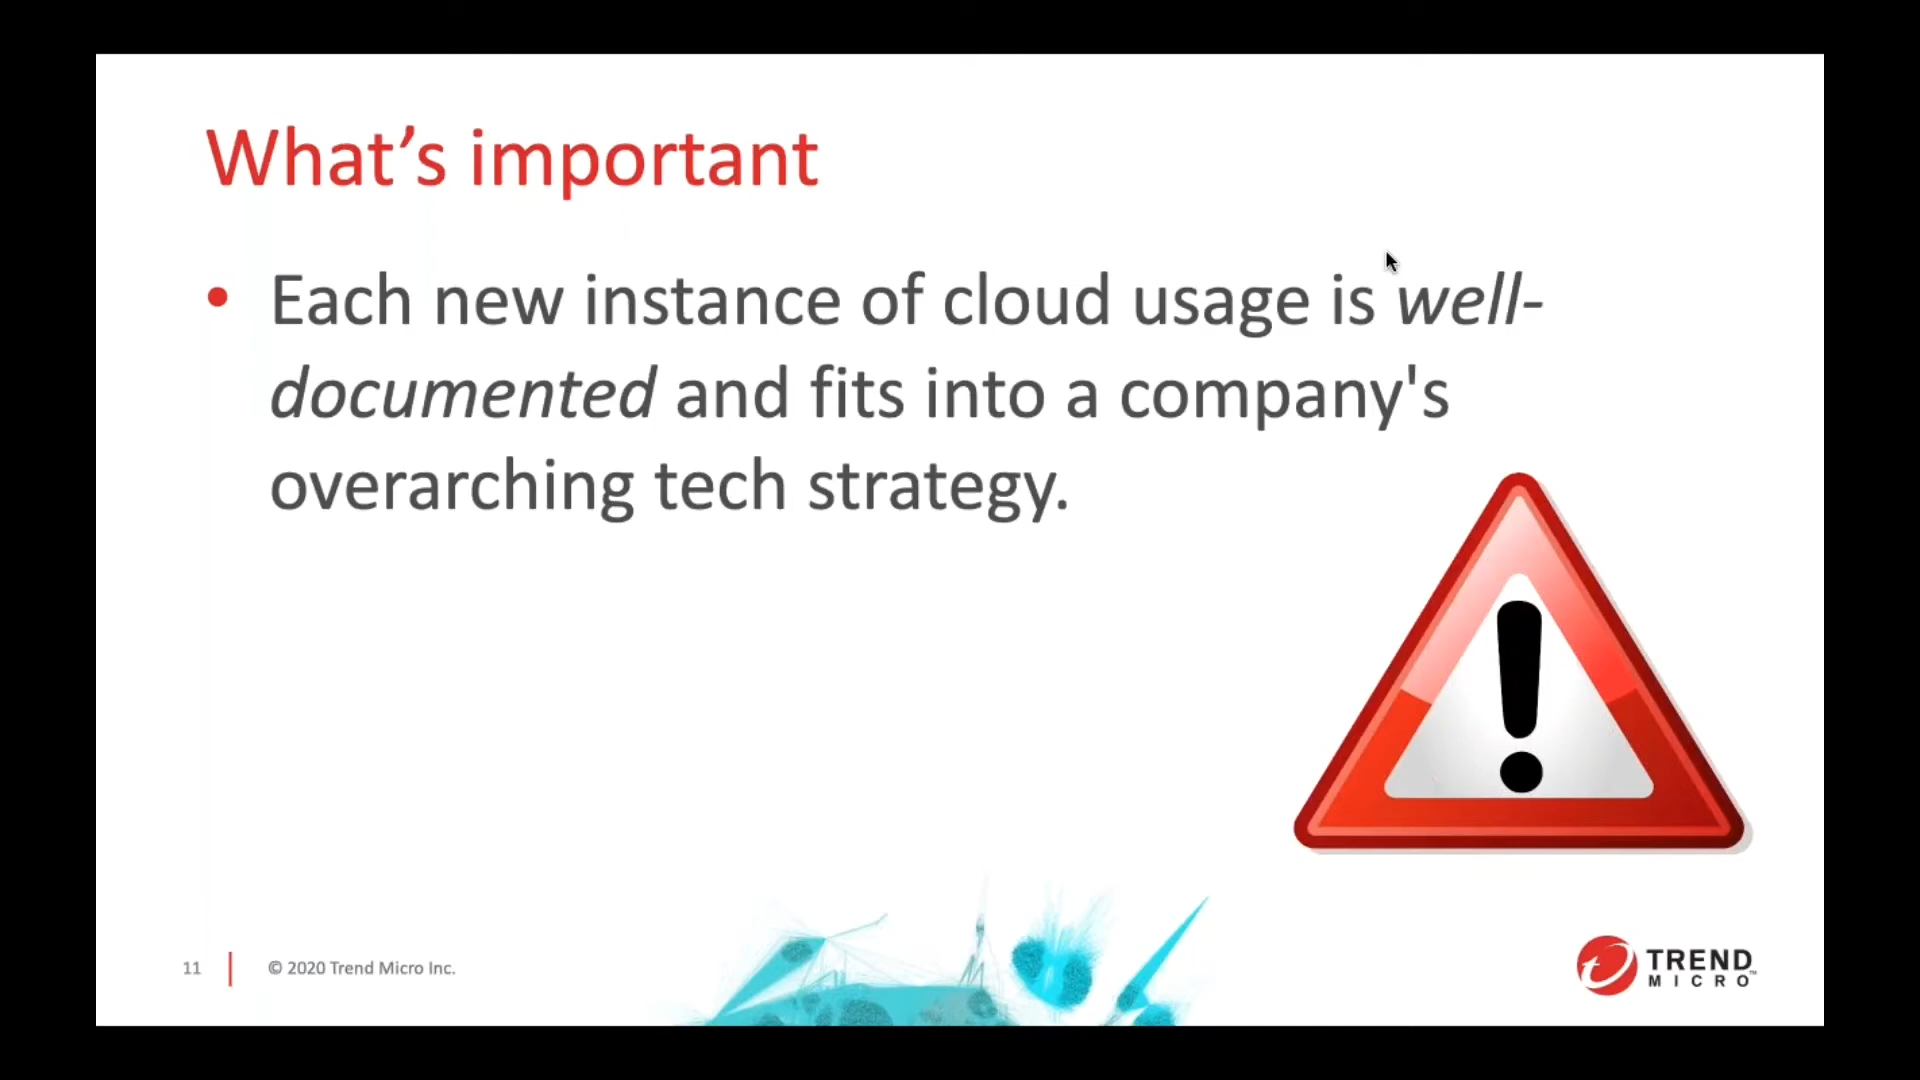 What’s important
• Each new instance of cloud usage is well-
documented and fits into a company's
overarching tech strategy.
11
© 2020 Trend Micro Inc.
TREND
MICRO™